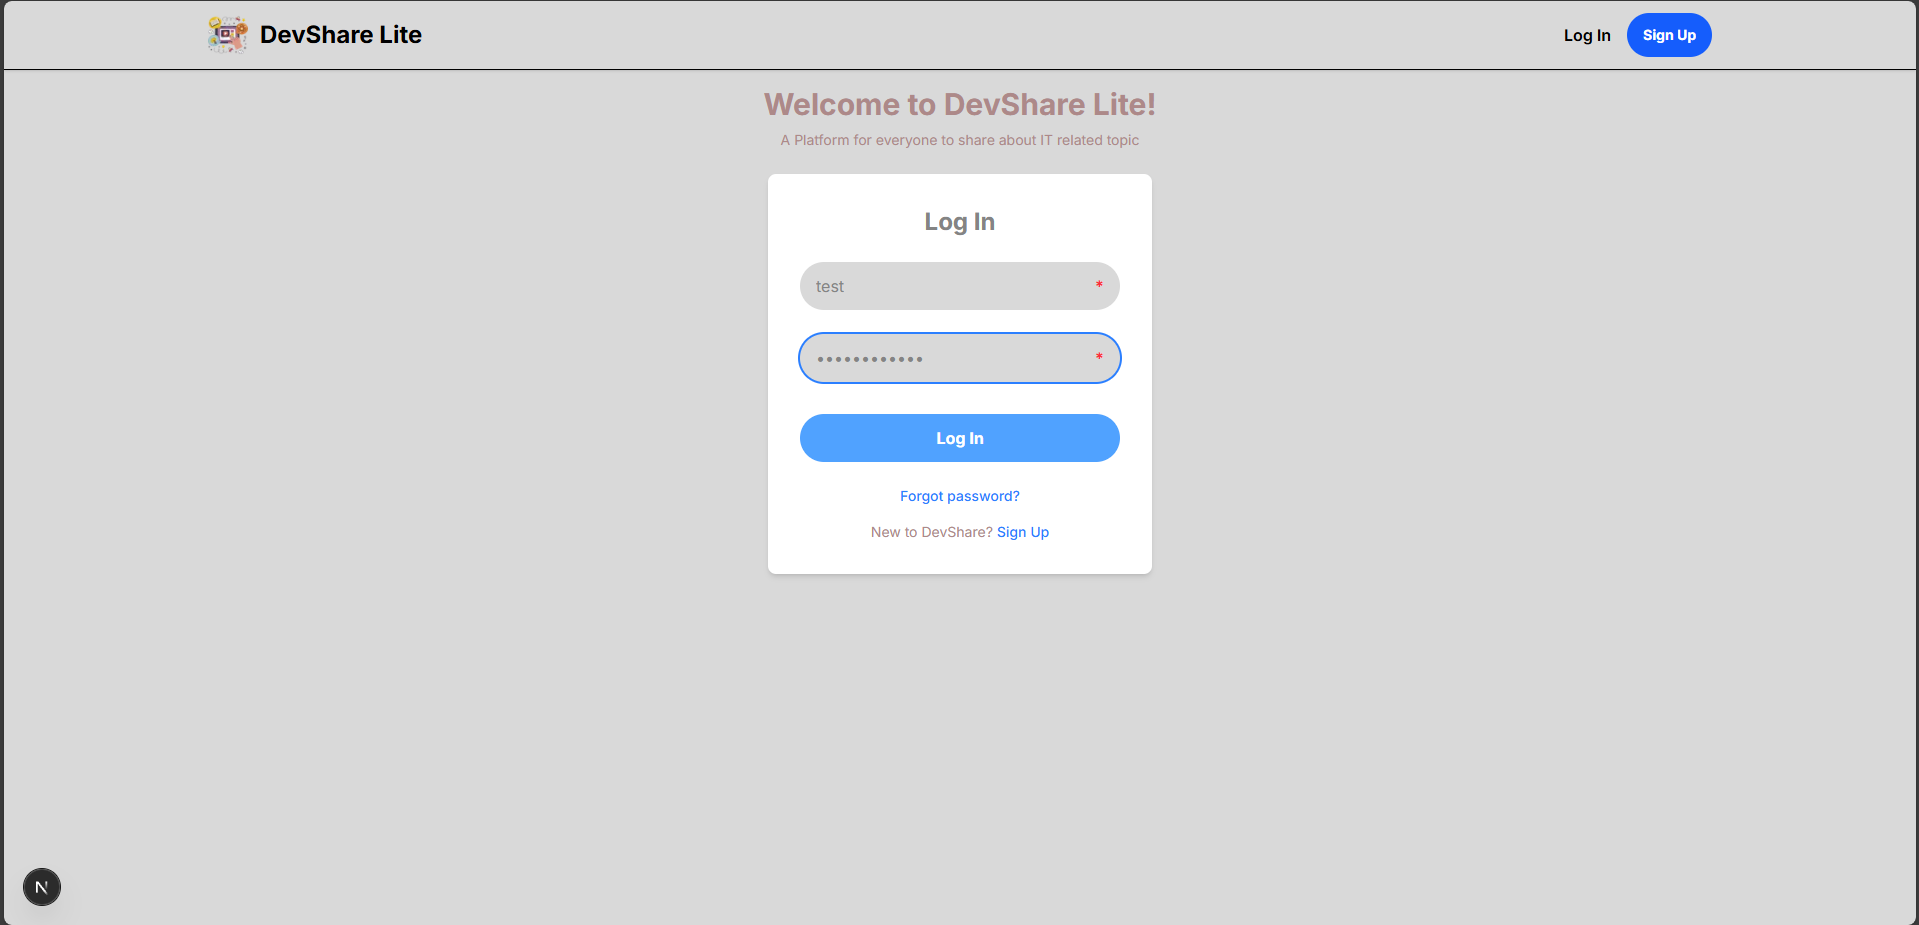 DevShare Lite
Log In
Sign Up
Welcome to DevShare Lite!
A Platform for everyone to share about IT related topic
Log In
test *
•••••••••••• *
Log In
Forgot password?
New to DevShare? Sign Up
N